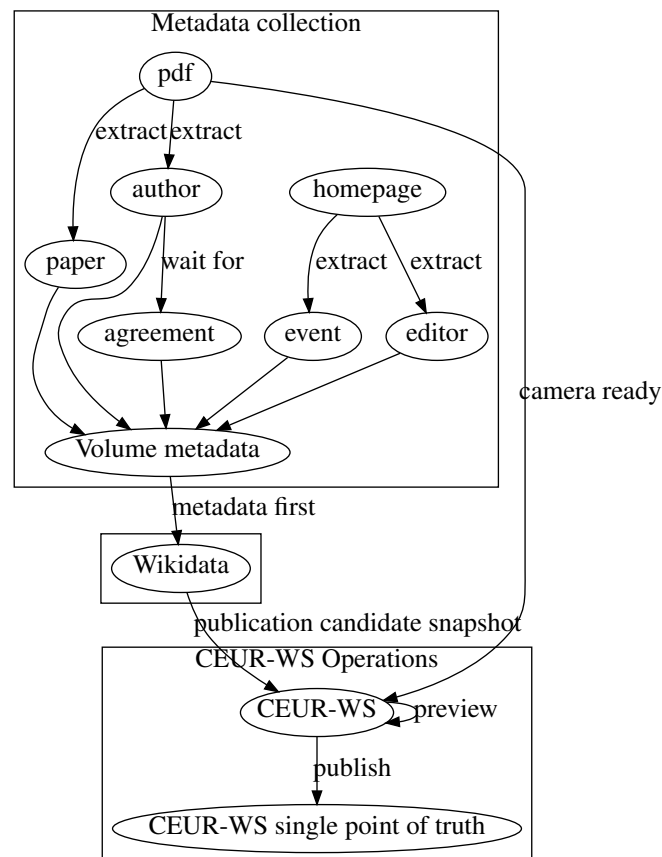 Metadata collection
pdf
extract
extract
author
homepage
paper
wait for
extract
extract
agreement
event
editor
camera ready
Volume metadata
metadata first
Wikidata
publication candidate snapshot
CEUR-WS Operations
CEUR-WS
preview
publish
CEUR-WS single point of truth